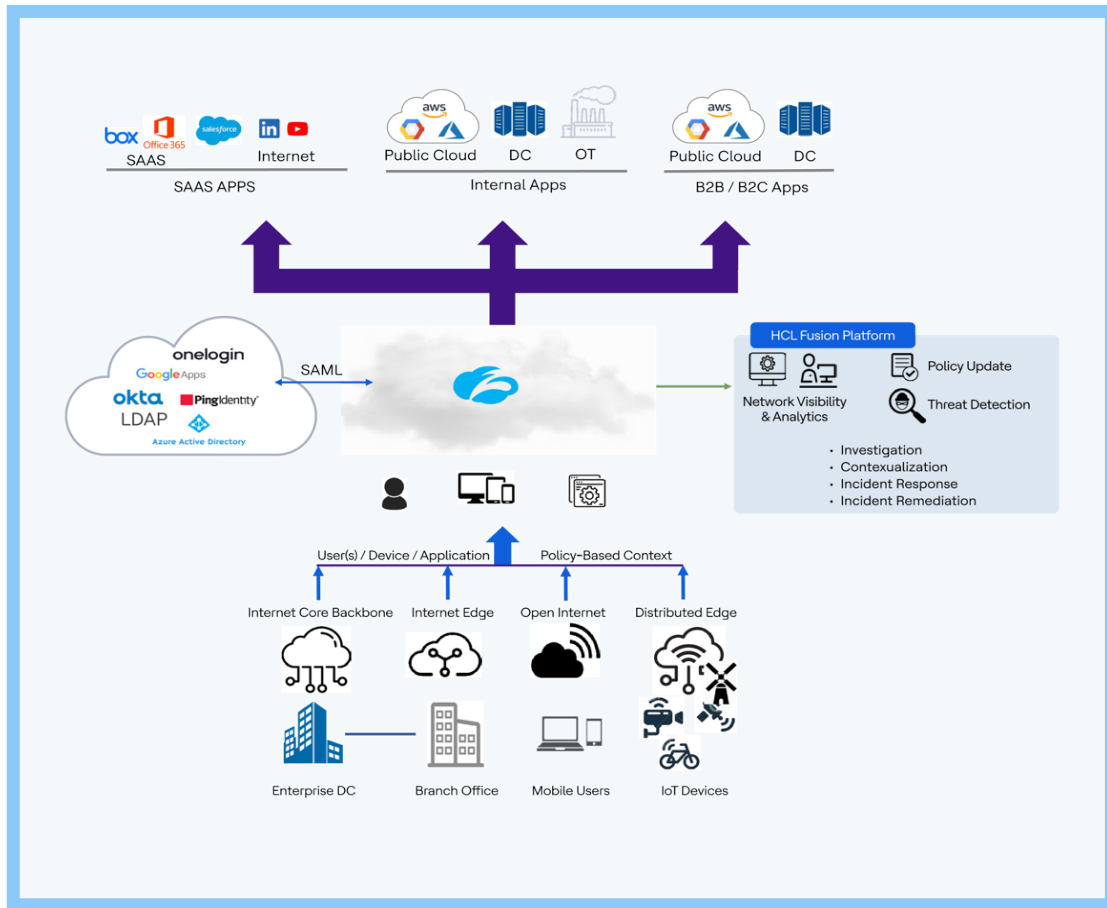 box
Office 365
salesforce
in
SAAS
Internet
SAAS APPS
aws
Public Cloud
DC
OT
Internal Apps
aws
Public Cloud
DC
B2B / B2C Apps
onelogin
Google Apps
okta
PingIdentity®
LDAP
Azure Active Directory
SAML
HCL Fusion Platform
Network Visibility
& Analytics
Policy Update
Threat Detection
• Investigation
• Contexualization
• Incident Response
• Incident Remediation
User(s) / Device / Application
Policy-Based Context
Internet Core Backbone
Internet Edge
Open Internet
Distributed Edge
Enterprise DC
Branch Office
Mobile Users
IoT Devices